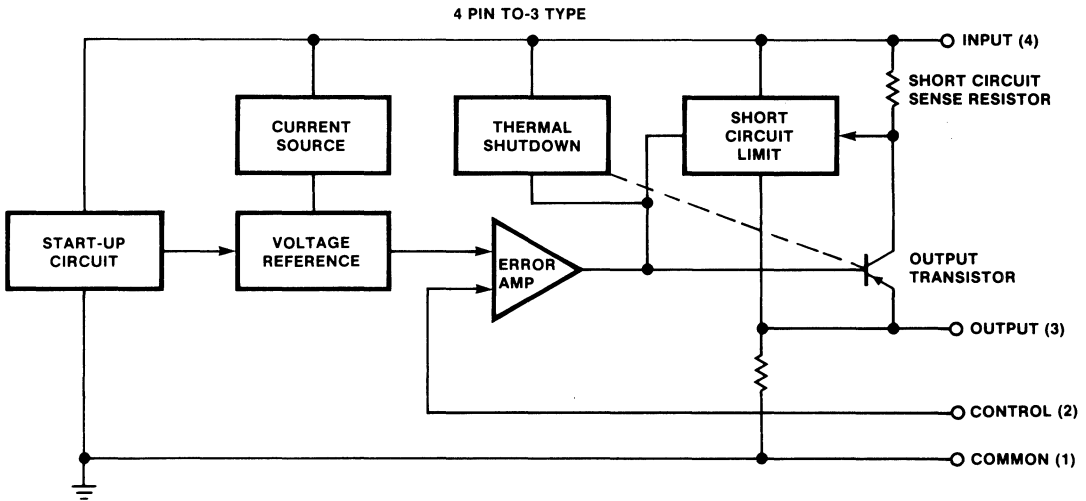 4 PIN TO-3 TYPE
INPUT (4)
SHORT CIRCUIT
SENSE RESISTOR
CURRENT
SOURCE
THERMAL
SHUTDOWN
SHORT
CIRCUIT
LIMIT
START-UP
CIRCUIT
VOLTAGE
REFERENCE
ERROR
AMP
OUTPUT
TRANSISTOR
OUTPUT (3)
CONTROL (2)
COMMON (1)